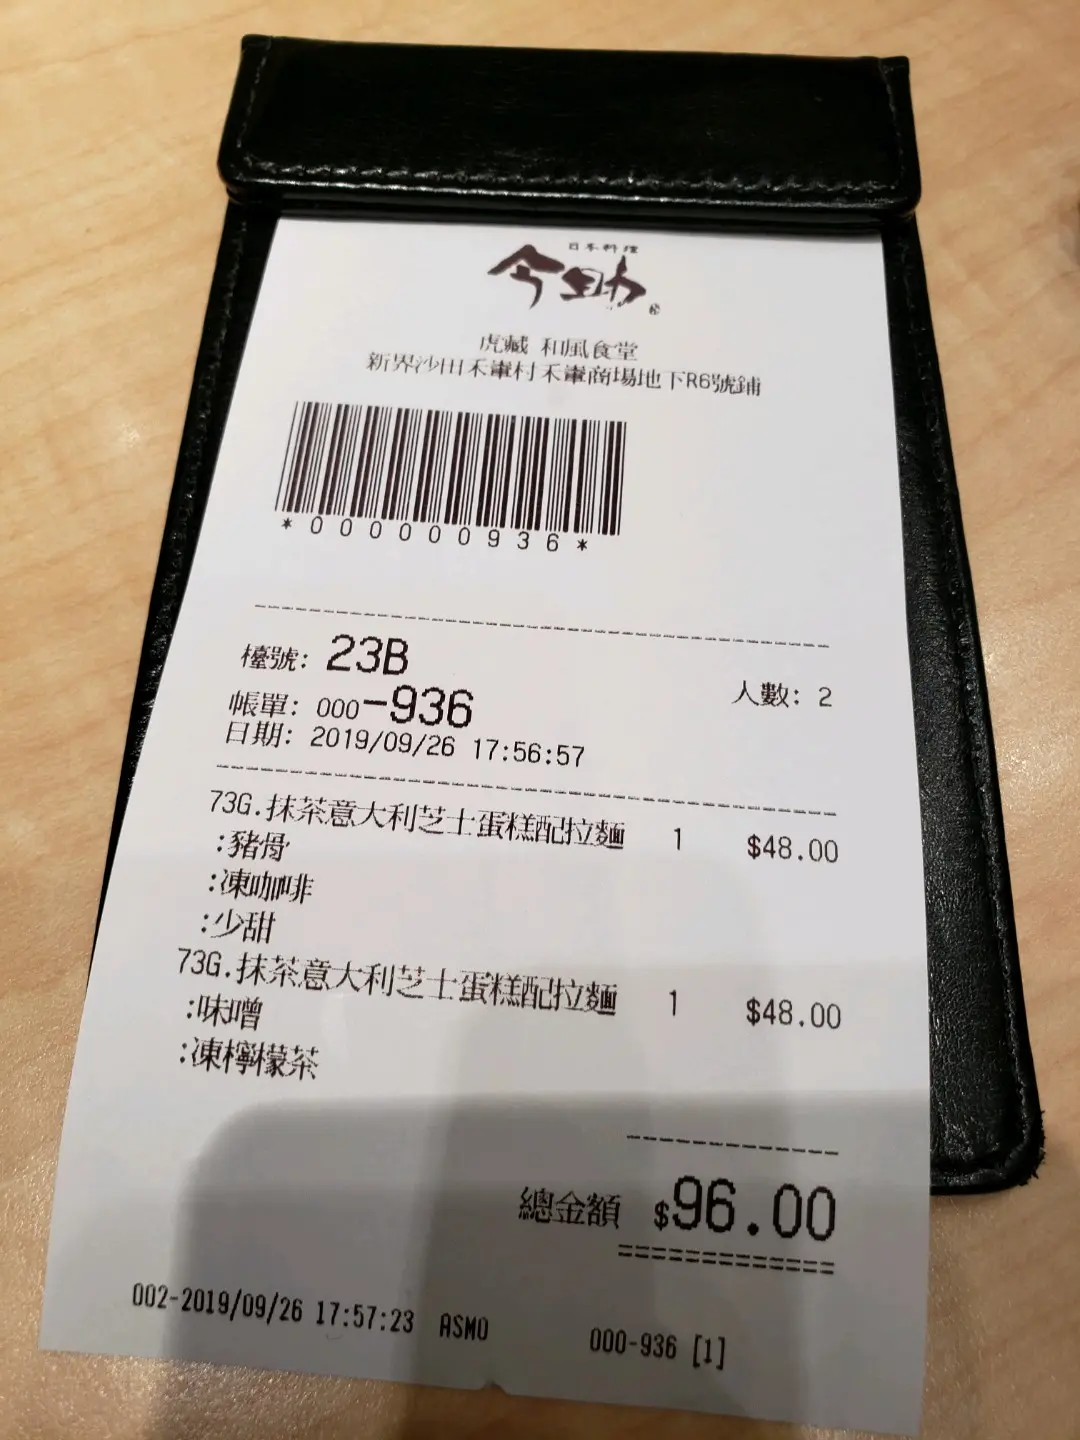 日本料理
今助
虎藏 和風食堂
新界沙田禾輋村禾輋商場地下R6號鋪
*000000936*
檯號: 23B
人數: 2
帳單: 000-936
日期: 2019/09/26 17:56:57
73G.抹茶意大利芝士蛋糕配拉麵 1 $48.00
:豬骨
:凍咖啡
:少甜
73G.抹茶意大利芝士蛋糕配拉麵 1 $48.00
:味噌
:凍檸檬茶
總金額 $96.00
002-2019/09/26 17:57:23 ASMO 000-936 [1]